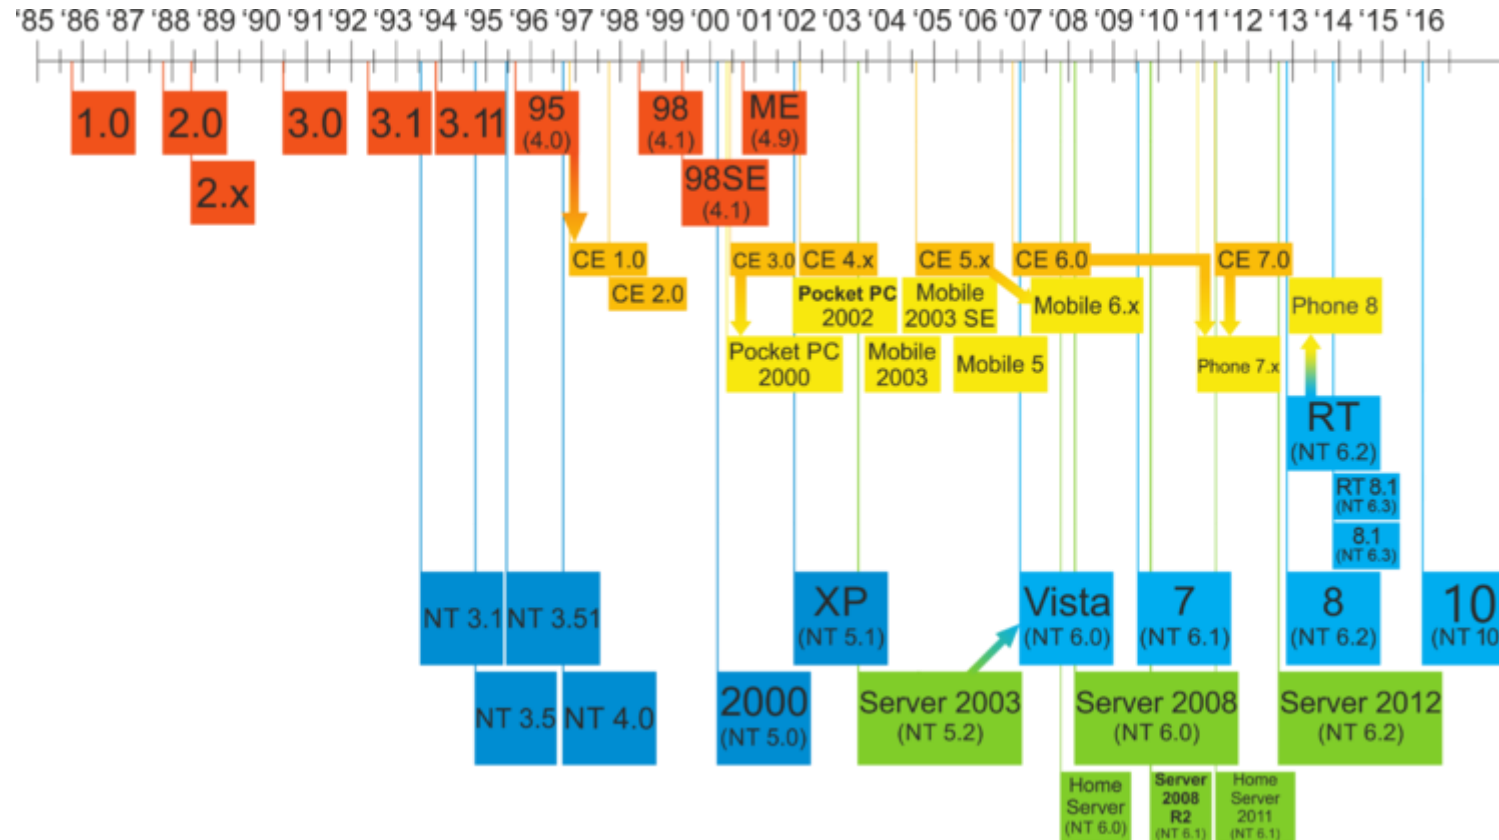 ‘85 ‘86 ‘87 ‘88 ‘89 ‘90 ‘91 ‘92 ‘93 ‘94 ‘95 ‘96 ‘97 ‘98 ‘99 ‘00 ‘01 ‘02 ‘03 ‘04 ‘05 ‘06 ‘07 ‘08 ‘09 ‘10 ‘11 ‘12 ‘13 ‘14 ‘15 ‘16
1.0
2.0
3.0
3.1
3.11
95
(4.0)
98
(4.1)
ME
(4.9)
2.x
98SE
(4.1)
CE 1.0
CE 3.0
CE 4.x
CE 5.x
CE 6.0
CE 7.0
CE 2.0
Pocket PC
2002
Mobile
2003 SE
Mobile 6.x
Phone 8
Pocket PC
2000
Mobile
2003
Mobile 5
Phone 7.x
RT
(NT 6.2)
RT 8.1
(NT 6.3)
8.1
(NT 6.3)
NT 3.1
NT 3.51
XP
(NT 5.1)
Vista
(NT 6.0)
7
(NT 6.1)
8
(NT 6.2)
10
(NT 10
NT 3.5
NT 4.0
2000
(NT 5.0)
Server 2003
(NT 5.2)
Server 2008
(NT 6.0)
Server 2012
(NT 6.2)
Home
Server
(NT 6.0)
Server
2008
R2
(NT 6.1)
Home
Server
2011
(NT 6.1)